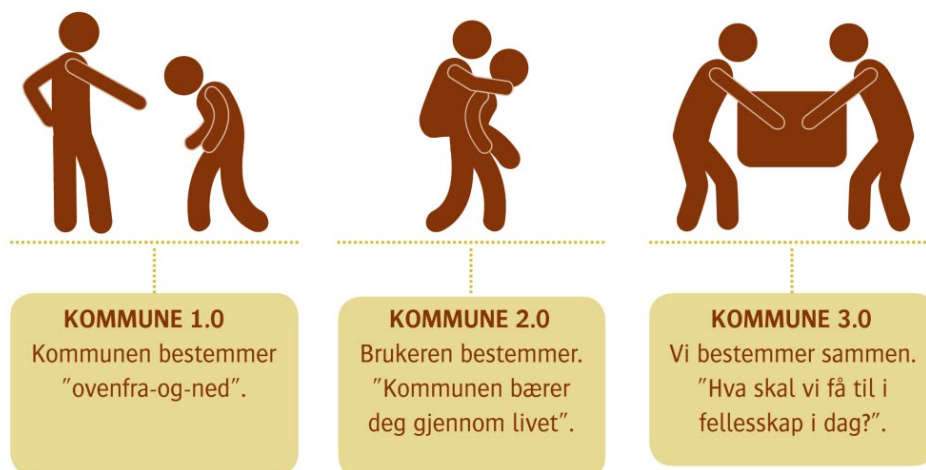 KOMMUNE 1.0
Kommunen bestemmer
"ovenfra-og-ned".
KOMMUNE 2.0
Brukeren bestemmer.
"Kommunen bærer
deg gjennom livet".
KOMMUNE 3.0
Vi bestemmer sammen.
"Hva skal vi få til i
fellesskap i dag?".